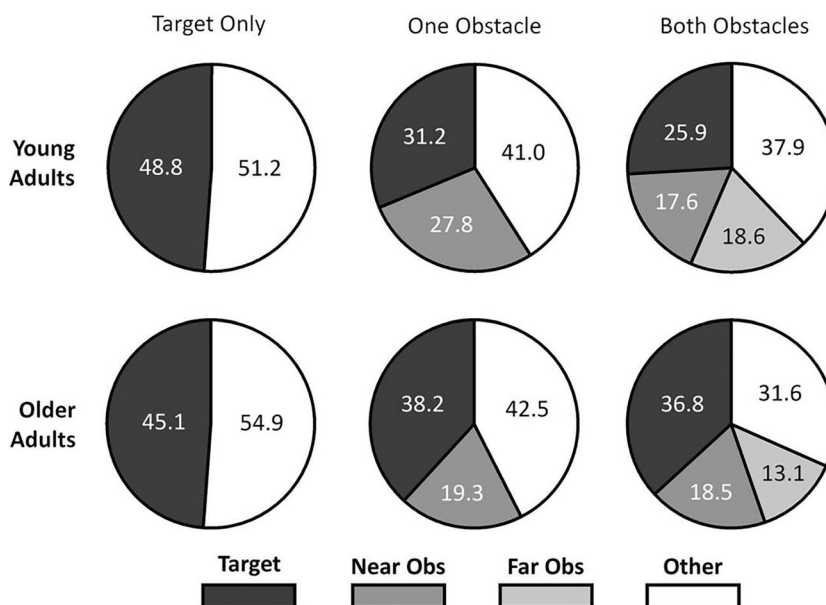 Target Only
One Obstacle
Both Obstacles
Young
Adults
48.8
51.2
31.2
41.0
27.8
25.9
37.9
17.6
18.6
Older
Adults
45.1
54.9
38.2
42.5
19.3
36.8
31.6
18.5
13.1
Target
Near Obs
Far Obs
Other